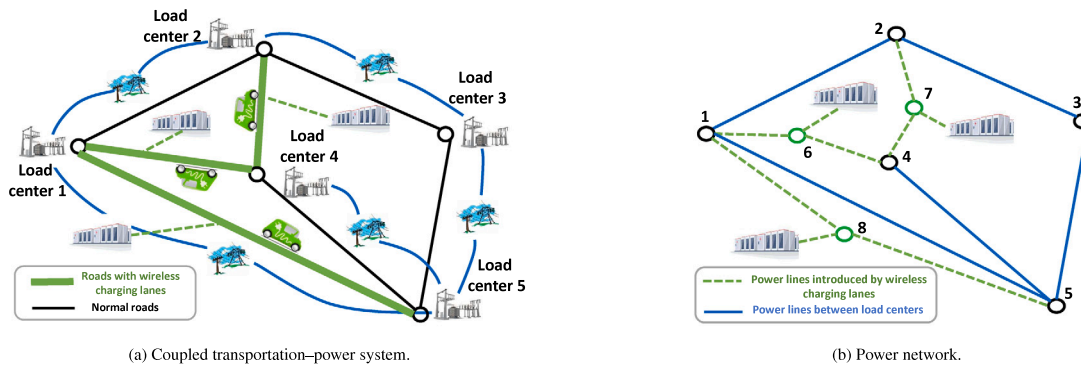 Load
center 2
Load
center 3
Load
center 4
Load
center 1
Load
center 5
Roads with wireless
charging lanes
Normal roads
(a) Coupled transportation–power system.
1
2
3
4
5
6
7
8
Power lines introduced by wireless
charging lanes
Power lines between load centers
(b) Power network.